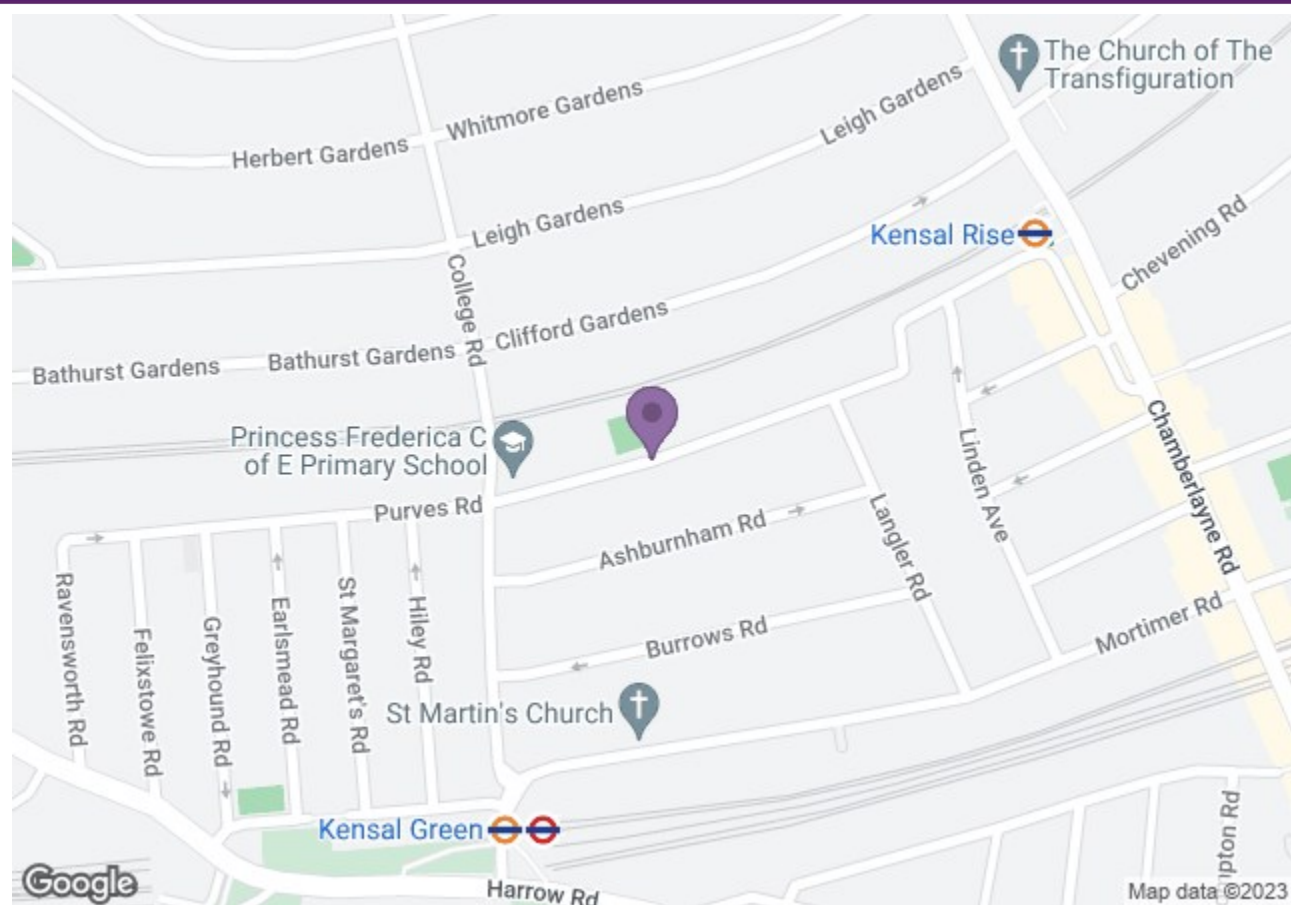 The Church of The
Transfiguration
Whitmore Gardens
Leigh Gardens
Herbert Gardens
Leigh Gardens
Kensal Rise
Chevening Rd
College Rd
Clifford Gardens
Bathurst Gardens
Bathurst Gardens
Princess Frederica C
of E Primary School
Linden Ave
Chamberlayne Rd
Purves Rd
Ashburnham Rd
Langler Rd
Ravensworth Rd
Felixstowe Rd
Greyhound Rd
Earlsmead Rd
St Margaret's Rd
Hiley Rd
Burrows Rd
Mortimer Rd
St Martin's Church
Kensal Green
Harrow Rd
Google
Map data ©2023